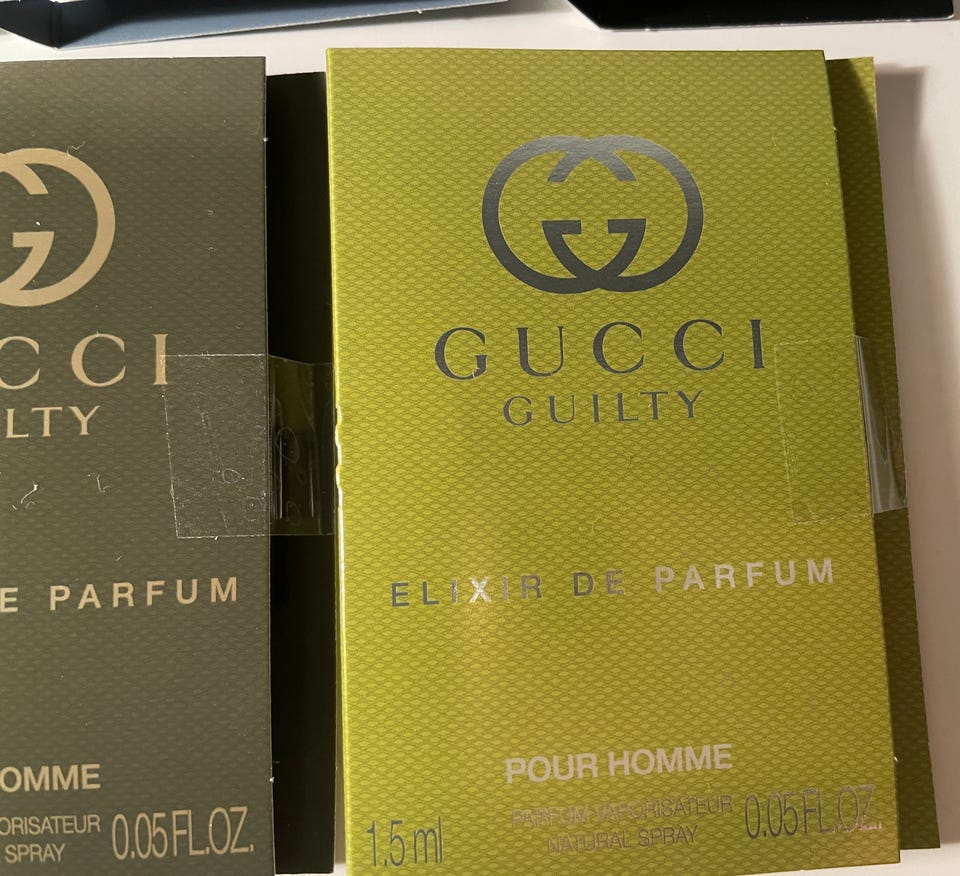 CCI
LTY
E PARFUM
OMME
ORISATEUR
SPRAY
0.05 FL.OZ.
GUCCI
GUILTY
ELIXIR DE PARFUM
POUR HOMME
1.5 ml
PARFUM VAPORISATEUR
NATURAL SPRAY
0.05 FL.OZ.